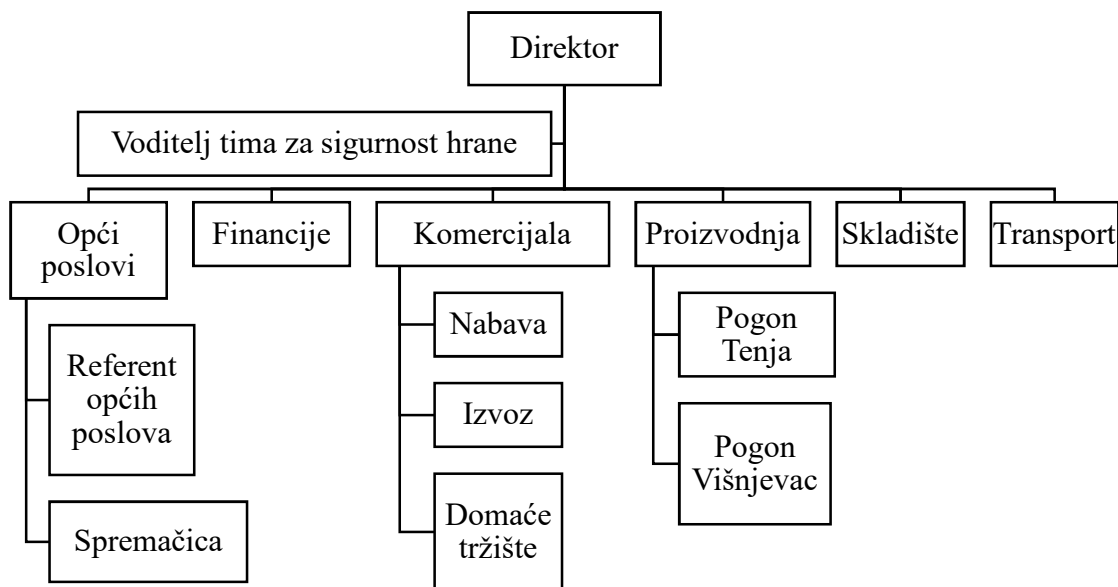 Direktor
Voditelj tima za sigurnost hrane
Opći
poslovi
Financije
Komercijala
Proizvodnja
Skladište
Transport
Referent
općih
poslova
Spremačica
Nabava
Izvoz
Domaće
tržište
Pogon
Tenja
Pogon
Višnjevac